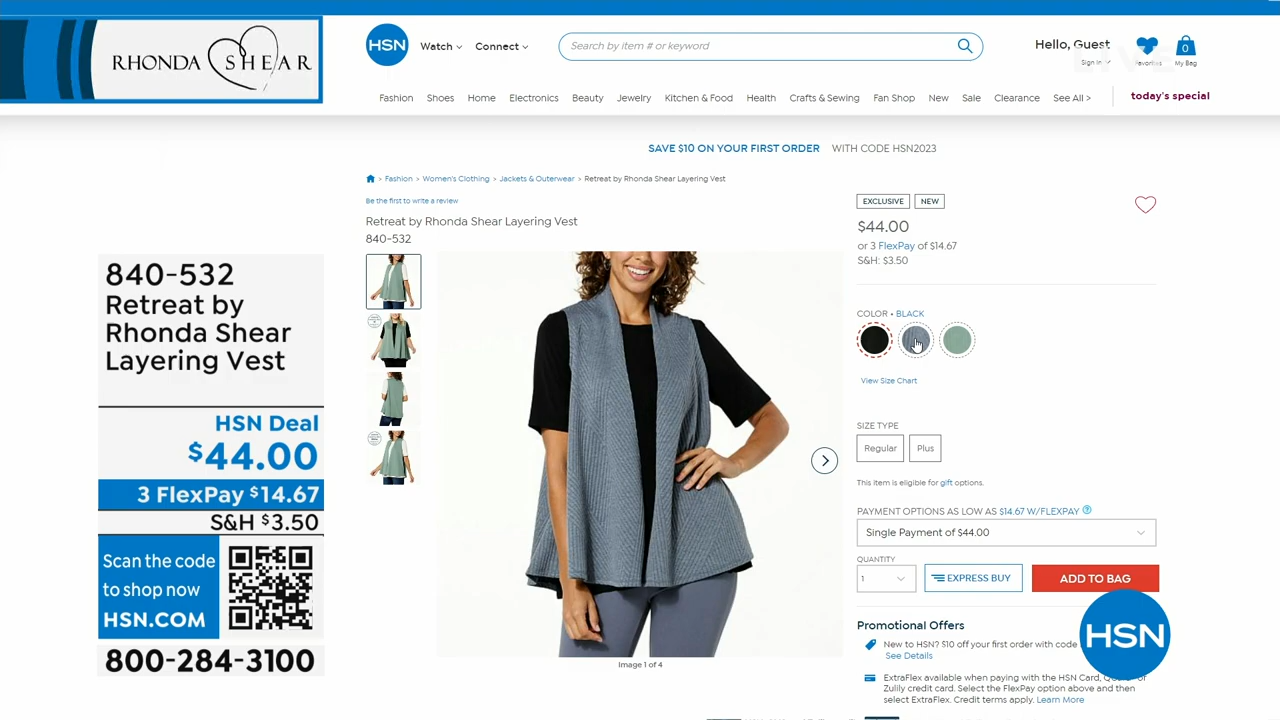 RHONDA SHEAR
HSN
Watch
Connect
Search by item # or keyword
Hello, Guest
Sign In
Favorites
0
My Bag
Fashion Shoes Home Electronics Beauty Jewelry Kitchen & Food Health Crafts & Sewing Fan Shop New Sale Clearance See All >
today's special
SAVE $10 ON YOUR FIRST ORDER WITH CODE HSN2023
> Fashion > Women's Clothing > Jackets & Outerwear > Retreat by Rhonda Shear Layering Vest
Be the first to write a review
Retreat by Rhonda Shear Layering Vest
840-532
EXCLUSIVE
NEW
$44.00
or 3 FlexPay of $14.67
S&H: $3.50
COLOR • BLACK
View Size Chart
SIZE TYPE
Regular
Plus
This item is eligible for gift options.
PAYMENT OPTIONS AS LOW AS $14.67 W/FLEXPAY
Single Payment of $44.00
QUANTITY
1
EXPRESS BUY
ADD TO BAG
Image 1 of 4
Promotional Offers
New to HSN? $10 off your first order with code
See Details
ExtraFlex available when paying with the HSN Card, or
Zulily credit card. Select the FlexPay option above and then
select ExtraFlex. Credit terms apply. Learn More
HSN
840-532
Retreat by
Rhonda Shear
Layering Vest
HSN Deal
$44.00
3 FlexPay $14.67
S&H $3.50
Scan the code
to shop now
HSN.COM
800-284-3100